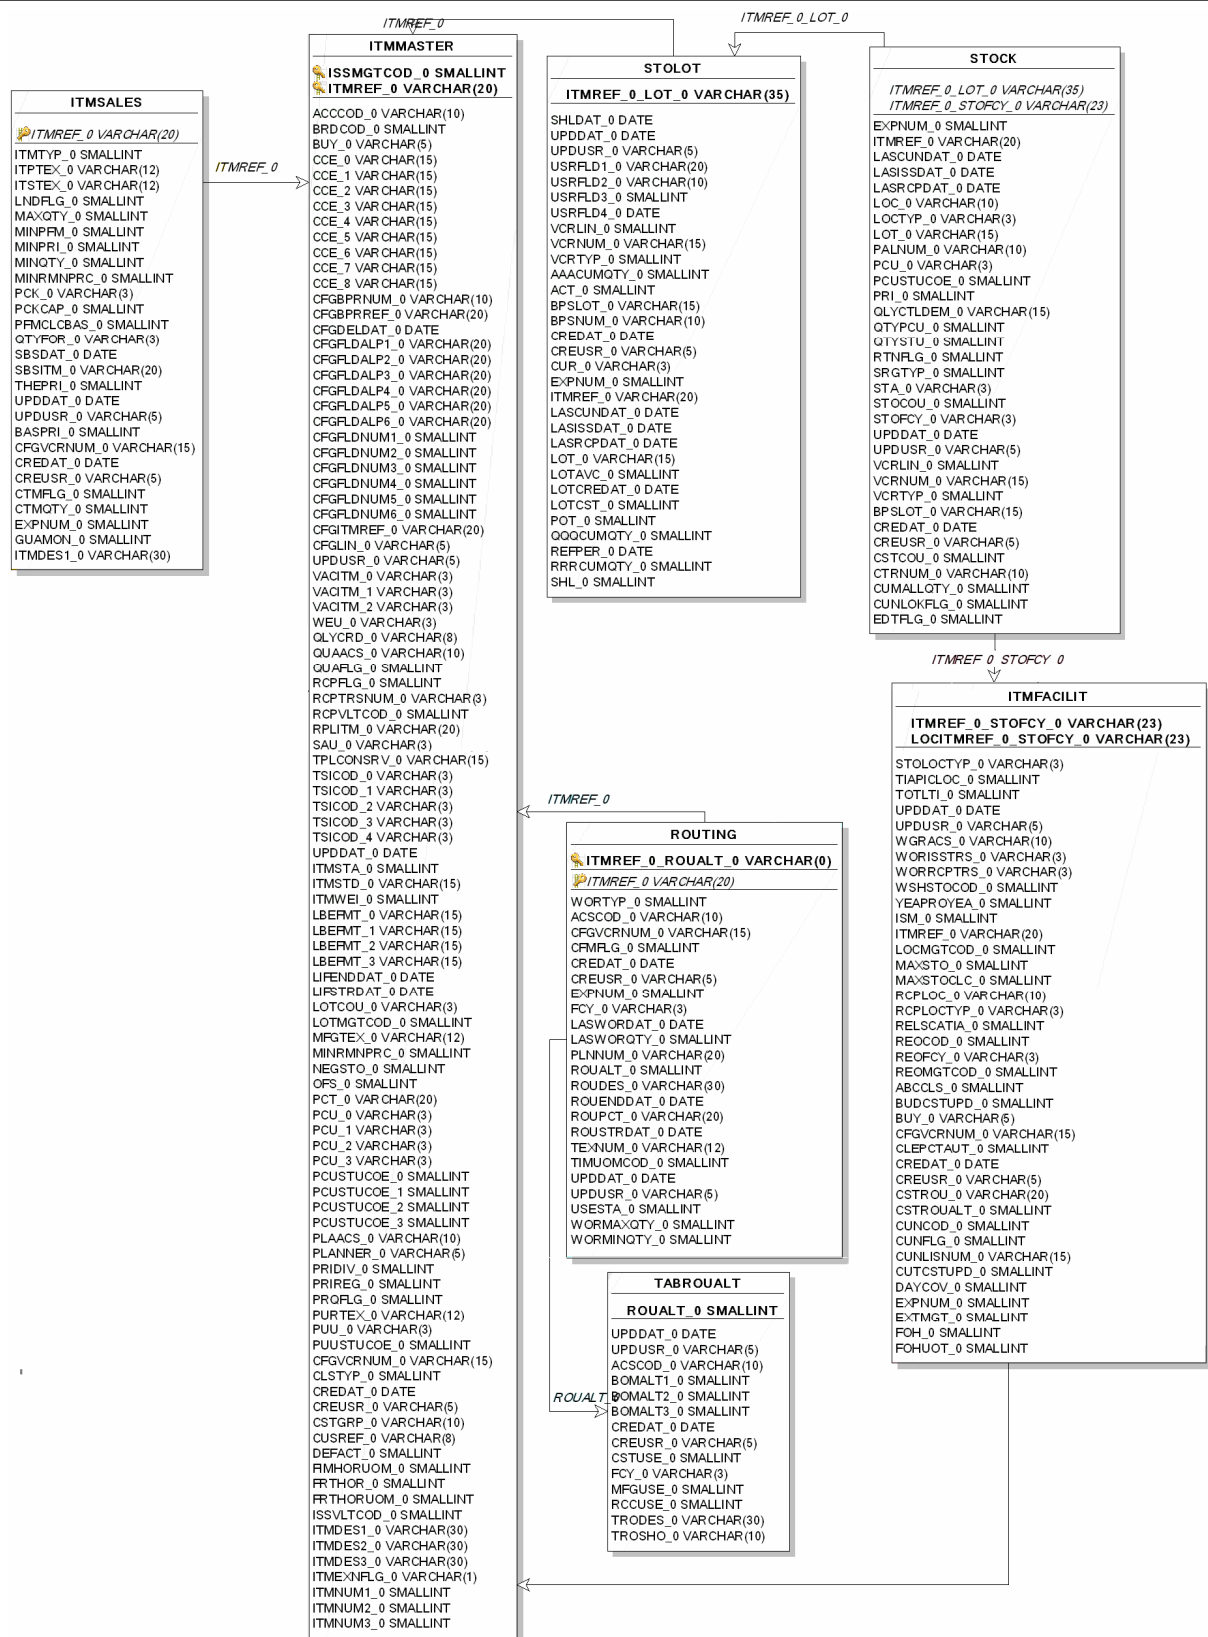 ITMREF_0
ITMREF_0_LOT_0
ITMSALES
ITMREF_0 VARCHAR(20)
ITMTYP_0 SMALLINT
ITPTEX_0 VARCHAR(12)
ITSTEX_0 VARCHAR(12)
LNDFLG_0 SMALLINT
MAXQTY_0 SMALLINT
MINPFM_0 SMALLINT
MINPRI_0 SMALLINT
MINQTY_0 SMALLINT
MINRMNPRC_0 SMALLINT
PCK_0 VARCHAR(3)
PCKCAP_0 SMALLINT
PFMCLCBAS_0 SMALLINT
QTYFOR_0 VARCHAR(3)
SBSDAT_0 DATE
SBSITM_0 VARCHAR(20)
THEPRI_0 SMALLINT
UPDDAT_0 DATE
UPDUSR_0 VARCHAR(5)
BASPRI_0 SMALLINT
CFGVCRNUM_0 VARCHAR(15)
CREDAT_0 DATE
CREUSR_0 VARCHAR(5)
CTMFLG_0 SMALLINT
CTMQTY_0 SMALLINT
EXPNUM_0 SMALLINT
GUAMON_0 SMALLINT
ITMDES1_0 VARCHAR(30)
ITMREF_0
ITMMASTER
ISSMGTCOD_0 SMALLINT
ITMREF_0 VARCHAR(20)
ACCCOD_0 VARCHAR(10)
BRDCOD_0 SMALLINT
BUY_0 VARCHAR(5)
CCE_0 VARCHAR(15)
CCE_1 VARCHAR(15)
CCE_2 VARCHAR(15)
CCE_3 VARCHAR(15)
CCE_4 VARCHAR(15)
CCE_5 VARCHAR(15)
CCE_6 VARCHAR(15)
CCE_7 VARCHAR(15)
CCE_8 VARCHAR(15)
CFGBPRNUM_0 VARCHAR(10)
CFGBPRREF_0 VARCHAR(20)
CFGDELDAT_0 DATE
CFGFLDALP1_0 VARCHAR(20)
CFGFLDALP2_0 VARCHAR(20)
CFGFLDALP3_0 VARCHAR(20)
CFGFLDALP4_0 VARCHAR(20)
CFGFLDALP5_0 VARCHAR(20)
CFGFLDALP6_0 VARCHAR(20)
CFGFLDNUM1_0 SMALLINT
CFGFLDNUM2_0 SMALLINT
CFGFLDNUM3_0 SMALLINT
CFGFLDNUM4_0 SMALLINT
CFGFLDNUM5_0 SMALLINT
CFGFLDNUM6_0 SMALLINT
CFGITMREF_0 VARCHAR(20)
CFGLIN_0 VARCHAR(5)
UPDUSR_0 VARCHAR(5)
VACITM_0 VARCHAR(3)
VACITM_1 VARCHAR(3)
VACITM_2 VARCHAR(3)
WEU_0 VARCHAR(3)
QLYCRD_0 VARCHAR(8)
QUAACS_0 VARCHAR(10)
QUAFLG_0 SMALLINT
RCPFLG_0 SMALLINT
RCPTRSNUM_0 VARCHAR(3)
RCPVLTCOD_0 SMALLINT
RPLITM_0 VARCHAR(20)
SAU_0 VARCHAR(3)
TPLCONSRV_0 VARCHAR(15)
TSICOD_0 VARCHAR(3)
TSICOD_1 VARCHAR(3)
TSICOD_2 VARCHAR(3)
TSICOD_3 VARCHAR(3)
TSICOD_4 VARCHAR(3)
UPDDAT_0 DATE
ITMSTA_0 SMALLINT
ITMSTD_0 VARCHAR(15)
ITMWEI_0 SMALLINT
LBEFMT_0 VARCHAR(15)
LBEFMT_1 VARCHAR(15)
LBEFMT_2 VARCHAR(15)
LBEFMT_3 VARCHAR(15)
LIFENDDAT_0 DATE
LIFSTRDAT_0 DATE
LOTCOU_0 VARCHAR(3)
LOTMGTCOD_0 SMALLINT
MFGTEX_0 VARCHAR(12)
MINRMNPRC_0 SMALLINT
NEGSTO_0 SMALLINT
OFS_0 SMALLINT
PCT_0 VARCHAR(20)
PCU_0 VARCHAR(3)
PCU_1 VARCHAR(3)
PCU_2 VARCHAR(3)
PCU_3 VARCHAR(3)
PCUSTUCOE_0 SMALLINT
PCUSTUCOE_1 SMALLINT
PCUSTUCOE_2 SMALLINT
PCUSTUCOE_3 SMALLINT
PLAACS_0 VARCHAR(10)
PLANNER_0 VARCHAR(5)
PRIDIV_0 SMALLINT
PRIREG_0 SMALLINT
PRQFLG_0 SMALLINT
PURTEX_0 VARCHAR(12)
PUU_0 VARCHAR(3)
PUUSTUCOE_0 SMALLINT
CFGVCRNUM_0 VARCHAR(15)
CLSTYP_0 SMALLINT
CREDAT_0 DATE
CREUSR_0 VARCHAR(5)
CSTGRP_0 VARCHAR(10)
CUSREF_0 VARCHAR(8)
DEFACT_0 SMALLINT
FIMHORUOM_0 SMALLINT
FRTHOR_0 SMALLINT
FRTHORUOM_0 SMALLINT
ISSVLTCOD_0 SMALLINT
ITMDES1_0 VARCHAR(30)
ITMDES2_0 VARCHAR(30)
ITMDES3_0 VARCHAR(30)
ITMEXNFLG_0 VARCHAR(1)
ITMNUM1_0 SMALLINT
ITMNUM2_0 SMALLINT
ITMNUM3_0 SMALLINT
STOLOT
ITMREF_0_LOT_0 VARCHAR(35)
SHLDAT_0 DATE
UPDDAT_0 DATE
UPDUSR_0 VARCHAR(5)
USRFLD1_0 VARCHAR(20)
USRFLD2_0 VARCHAR(10)
USRFLD3_0 SMALLINT
USRFLD4_0 DATE
VCRLIN_0 SMALLINT
VCRNUM_0 VARCHAR(15)
VCRTYP_0 SMALLINT
AAACUMQTY_0 SMALLINT
ACT_0 SMALLINT
BPSLOT_0 VARCHAR(15)
BPSNUM_0 VARCHAR(10)
CREDAT_0 DATE
CREUSR_0 VARCHAR(5)
CUR_0 VARCHAR(3)
EXPNUM_0 SMALLINT
ITMREF_0 VARCHAR(20)
LASCUNDAT_0 DATE
LASISSDAT_0 DATE
LASRCPDAT_0 DATE
LOT_0 VARCHAR(15)
LOTAVC_0 SMALLINT
LOTCREDAT_0 DATE
LOTCST_0 SMALLINT
POT_0 SMALLINT
QQQCUMQTY_0 SMALLINT
REFPER_0 DATE
RRRCUMQTY_0 SMALLINT
SHL_0 SMALLINT
STOCK
ITMREF_0_LOT_0 VARCHAR(35)
ITMREF_0_STOFCY_0 VARCHAR(23)
EXPNUM_0 SMALLINT
ITMREF_0 VARCHAR(20)
LASCUNDAT_0 DATE
LASISSDAT_0 DATE
LASRCPDAT_0 DATE
LOC_0 VARCHAR(10)
LOCTYP_0 VARCHAR(3)
LOT_0 VARCHAR(15)
PALNUM_0 VARCHAR(10)
PCU_0 VARCHAR(3)
PCUSTUCOE_0 SMALLINT
PRI_0 SMALLINT
QLYCTLDEM_0 VARCHAR(15)
QTYPCU_0 SMALLINT
QTYSTU_0 SMALLINT
RTNFLG_0 SMALLINT
SRGTYP_0 SMALLINT
STA_0 VARCHAR(3)
STOCOU_0 SMALLINT
STOFCY_0 VARCHAR(3)
UPDDAT_0 DATE
UPDUSR_0 VARCHAR(5)
VCRLIN_0 SMALLINT
VCRNUM_0 VARCHAR(15)
VCRTYP_0 SMALLINT
BPSLOT_0 VARCHAR(15)
CREDAT_0 DATE
CREUSR_0 VARCHAR(5)
CSTCOU_0 SMALLINT
CTRNUM_0 VARCHAR(10)
CUMALLQTY_0 SMALLINT
CUNLOKFLG_0 SMALLINT
EDTFLG_0 SMALLINT
ITMREF_0_STOFCY_0
ITMFACILIT
ITMREF_0_STOFCY_0 VARCHAR(23)
LOCITMREF_0_STOFCY_0 VARCHAR(23)
STOLOCTYP_0 VARCHAR(3)
TIAPICLOC_0 SMALLINT
TOTLTI_0 SMALLINT
UPDDAT_0 DATE
UPDUSR_0 VARCHAR(5)
WGRACS_0 VARCHAR(10)
WORISSTRS_0 VARCHAR(3)
WORRCPTRS_0 VARCHAR(3)
WSHSTOCOD_0 SMALLINT
YEAPROYEA_0 SMALLINT
ISM_0 SMALLINT
ITMREF_0 VARCHAR(20)
LOCMGTCOD_0 SMALLINT
MAXSTO_0 SMALLINT
MAXSTOCLC_0 SMALLINT
RCPLOC_0 VARCHAR(10)
RCPLOCTYP_0 VARCHAR(3)
RELSCATIA_0 SMALLINT
REOCOD_0 SMALLINT
REOFCY_0 VARCHAR(3)
REOMGTCOD_0 SMALLINT
ABCCLS_0 SMALLINT
BUDCSTUPD_0 SMALLINT
BUY_0 VARCHAR(5)
CFGVCRNUM_0 VARCHAR(15)
CLEPCTAUT_0 SMALLINT
CREDAT_0 DATE
CREUSR_0 VARCHAR(5)
CSTROU_0 VARCHAR(20)
CSTROUALT_0 SMALLINT
CUNCOD_0 SMALLINT
CUNFLG_0 SMALLINT
CUNLISNUM_0 VARCHAR(15)
CUTCSTUPD_0 SMALLINT
DAYCOV_0 SMALLINT
EXPNUM_0 SMALLINT
EXTMGT_0 SMALLINT
FOH_0 SMALLINT
FOHUOT_0 SMALLINT
ITMREF_0
ROUTING
ITMREF_0_ROUALT_0 VARCHAR(0)
ITMREF_0 VARCHAR(20)
WORTYP_0 SMALLINT
ACSCOD_0 VARCHAR(10)
CFGVCRNUM_0 VARCHAR(15)
CFMFLG_0 SMALLINT
CREDAT_0 DATE
CREUSR_0 VARCHAR(5)
EXPNUM_0 SMALLINT
FCY_0 VARCHAR(3)
LASWORDAT_0 DATE
LASWORQTY_0 SMALLINT
PLNNUM_0 VARCHAR(20)
ROUALT_0 SMALLINT
ROUDES_0 VARCHAR(30)
ROUENDDAT_0 DATE
ROUPCT_0 VARCHAR(20)
ROUSTRDAT_0 DATE
TEXNUM_0 VARCHAR(12)
TIMUOMCOD_0 SMALLINT
UPDDAT_0 DATE
UPDUSR_0 VARCHAR(5)
USESTA_0 SMALLINT
WORMAXQTY_0 SMALLINT
WORMINQTY_0 SMALLINT
TABROUALT
ROUALT_0 SMALLINT
UPDDAT_0 DATE
UPDUSR_0 VARCHAR(5)
ACSCOD_0 VARCHAR(10)
BOMALT1_0 SMALLINT
ROUALT_0
BOMALT2_0 SMALLINT
BOMALT3_0 SMALLINT
CREDAT_0 DATE
CREUSR_0 VARCHAR(5)
CSTUSE_0 SMALLINT
FCY_0 VARCHAR(3)
MFGUSE_0 SMALLINT
RCCUSE_0 SMALLINT
TRODES_0 VARCHAR(30)
TROSHO_0 VARCHAR(10)